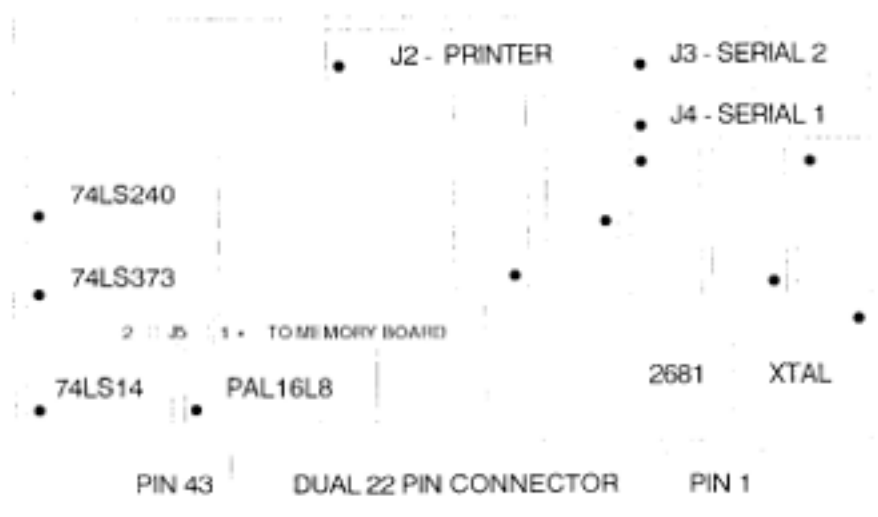 J2 - PRINTER
J3 - SERIAL 2
J4 - SERIAL 1
74LS240
74LS373
2 J5 1 • TO MEMORY BOARD
74LS14
PAL16L8
2681
XTAL
PIN 43
DUAL 22 PIN CONNECTOR
PIN 1